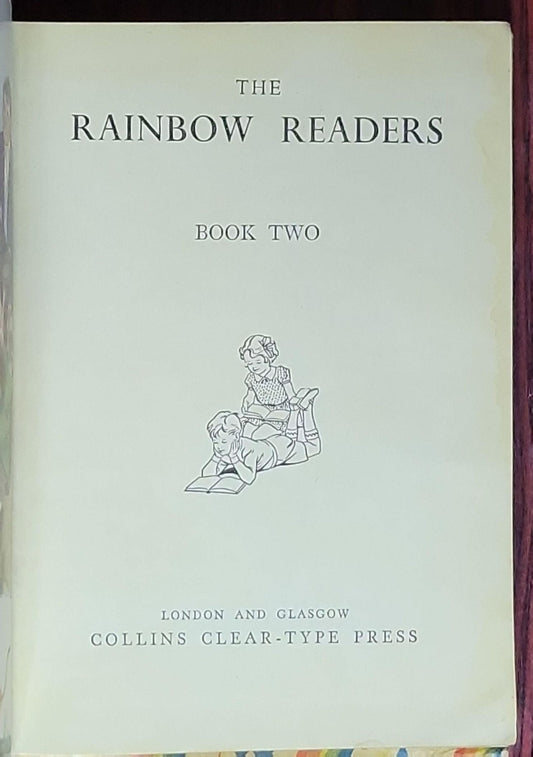 THE
RAINBOW READERS
BOOK TWO
LONDON AND GLASGOW
COLLINS CLEAR-TYPE PRESS